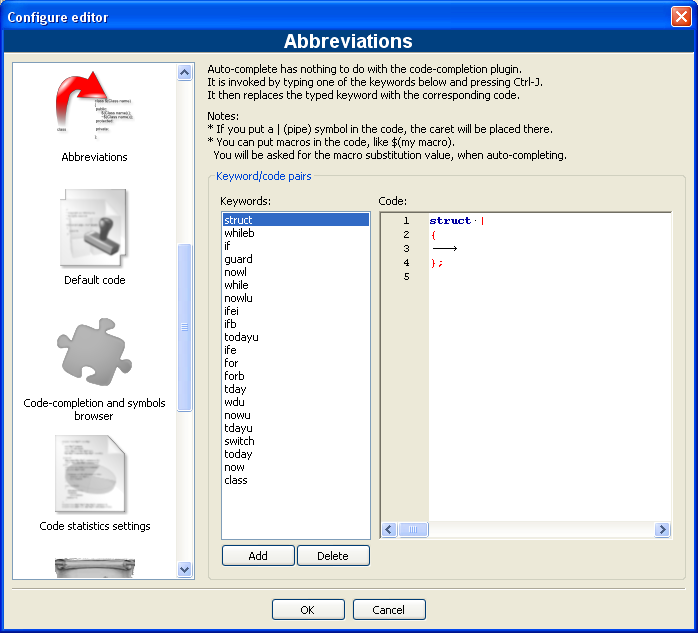 Configure editor
Abbreviations
Auto-complete has nothing to do with the code-completion plugin.
It is invoked by typing one of the keywords below and pressing Ctrl-J.
It then replaces the typed keyword with the corresponding code.
Notes:
* If you put a | (pipe) symbol in the code, the caret will be placed there.
* You can put macros in the code, like $(my macro).
You will be asked for the macro substitution value, when auto-completing.
Abbreviations
Default code
Code-completion and symbols
browser
Code statistics settings
Keyword/code pairs
Keywords:
struct
whileb
if
guard
nowl
while
nowlu
ifei
ifb
todayu
ife
for
forb
tday
wdu
nowu
tdayu
switch
today
now
class
Code:
1 struct |
2 {
3
4 };
5
Add
Delete
OK
Cancel